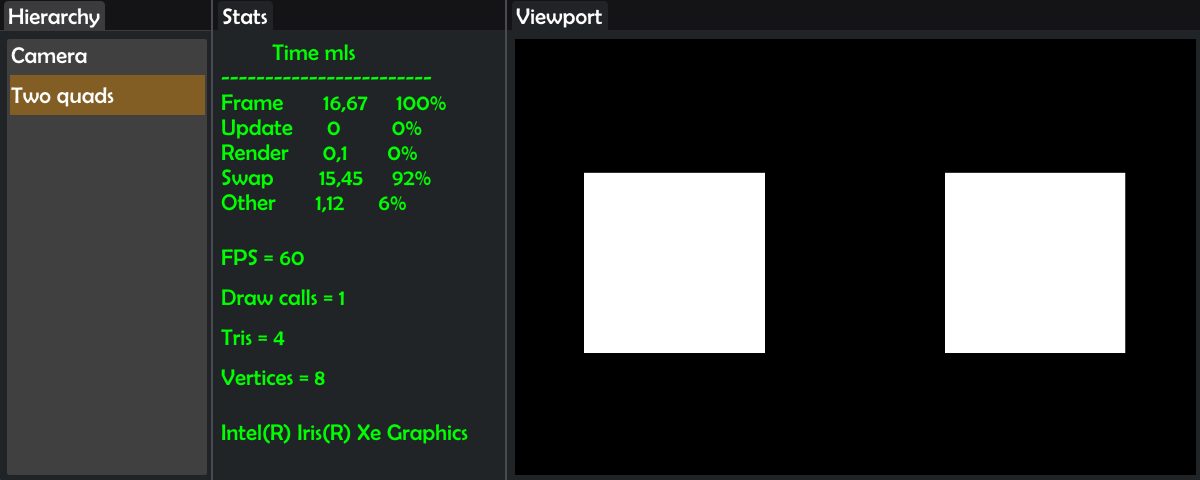 Hierarchy
Camera
Two quads
Stats
Time mls
------------------------
Frame 16,67 100%
Update 0 0%
Render 0,1 0%
Swap 15,45 92%
Other 1,12 6%
FPS = 60
Draw calls = 1
Tris = 4
Vertices = 8
Intel(R) Iris(R) Xe Graphics
Viewport